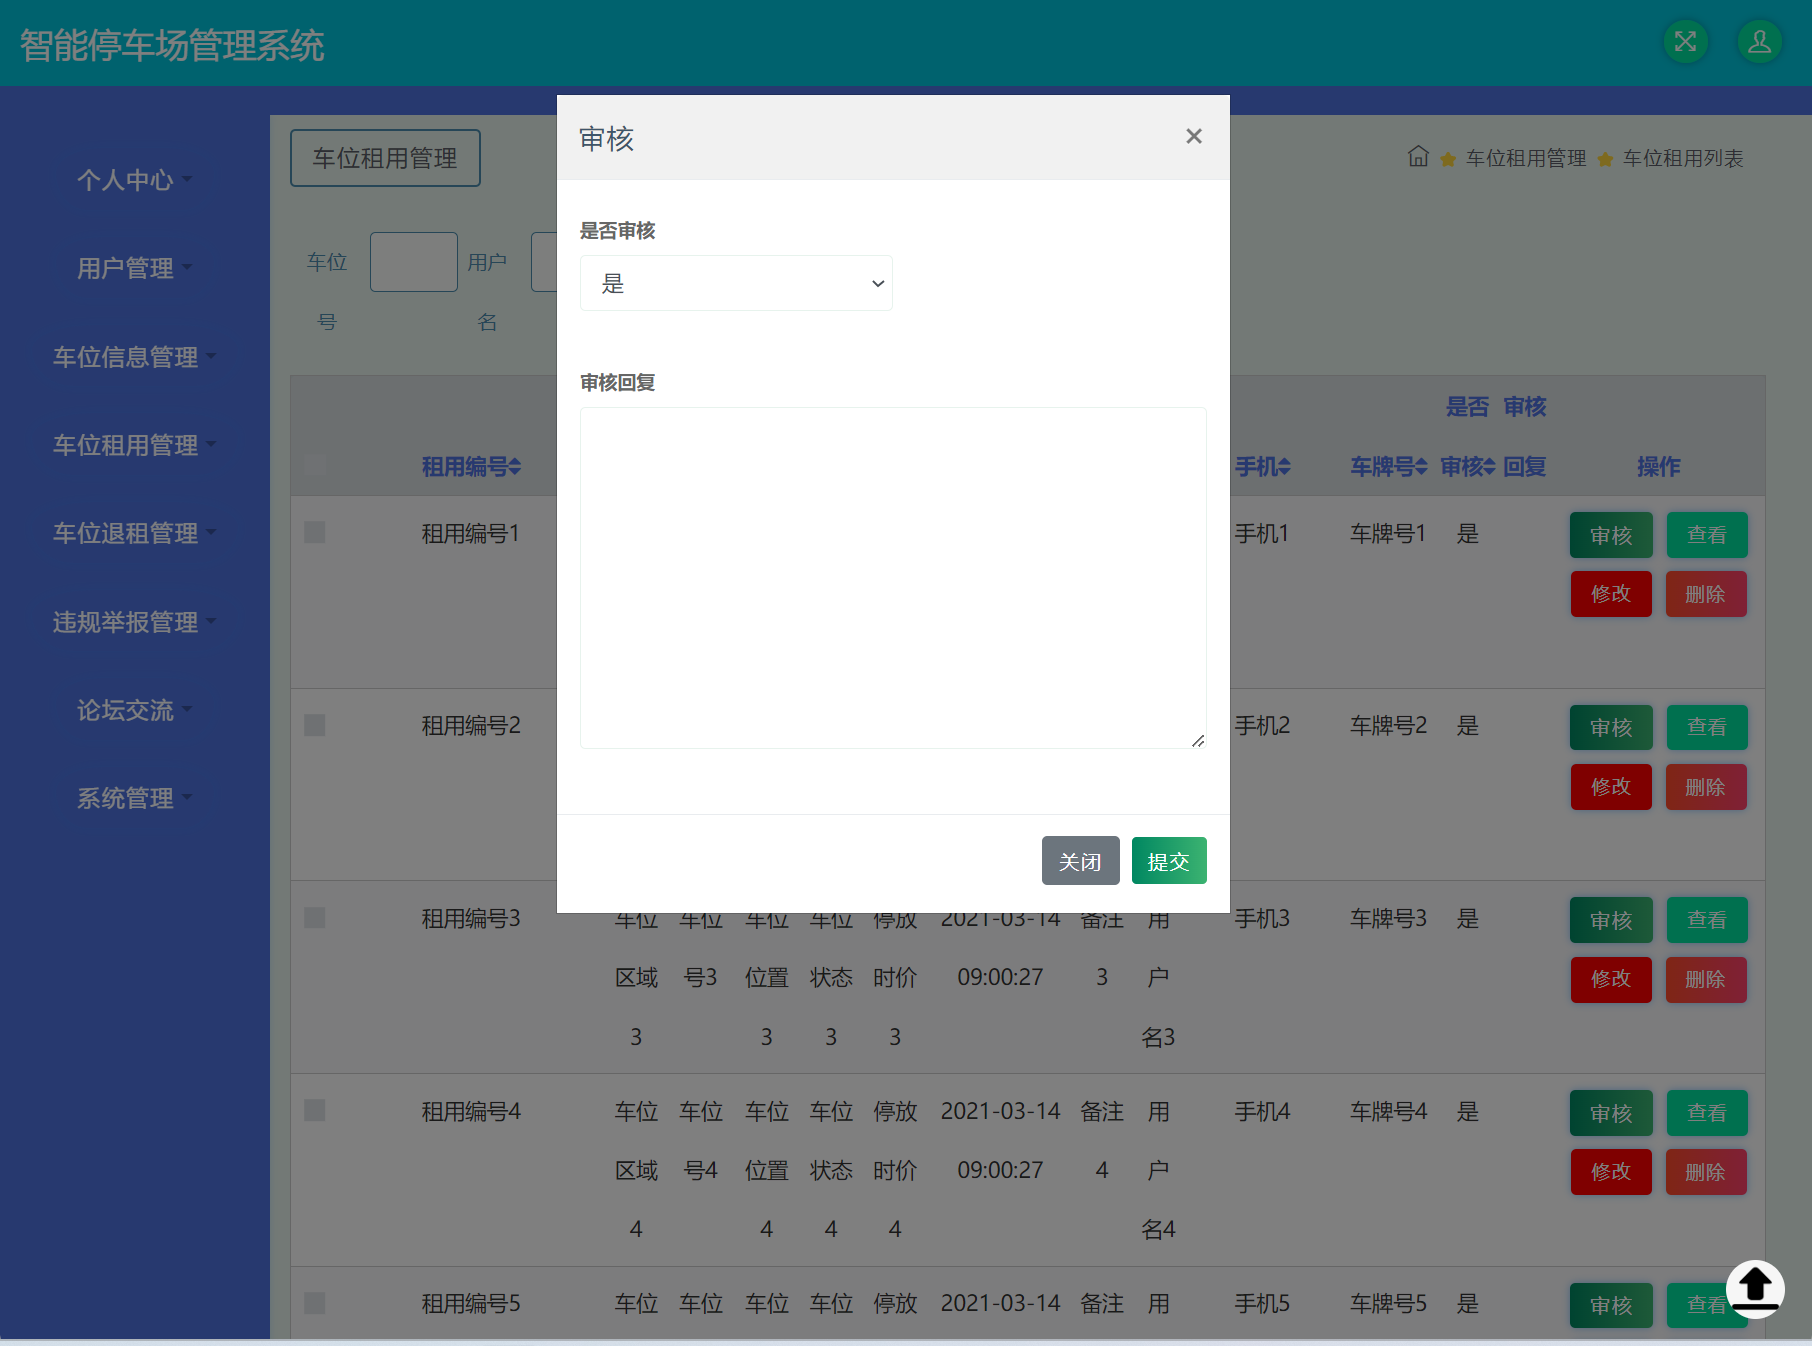 智能停车场管理系统
个人中心
用户管理
车位信息管理
车位租用管理
车位退租管理
违规举报管理
论坛交流
系统管理
车位租用管理
车位租用管理 车位租用列表
车位号
用户名
审核
×
是否审核
是
审核回复
关闭 提交
租用编号 手机 车牌号 是否审核 审核回复 操作
租用编号1 手机1 车牌号1 是 审核 查看
修改 删除
租用编号2 手机2 车牌号2 是 审核 查看
修改 删除
租用编号3 车位区域3 车位号3 车位位置3 车位状态3 停放时价3 2021-03-14 09:00:27 备注3 用户名3 手机3 车牌号3 是 审核 查看
修改 删除
租用编号4 车位区域4 车位号4 车位位置4 车位状态4 停放时价4 2021-03-14 09:00:27 备注4 用户名4 手机4 车牌号4 是 审核 查看
修改 删除
租用编号5 车位 车位 车位 车位 停放 2021-03-14 备注 用 手机5 车牌号5 是 审核 查看